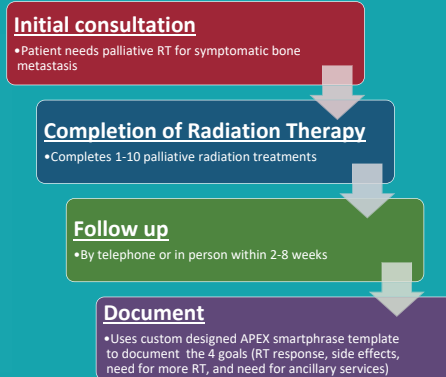 Initial consultation
•Patient needs palliative RT for symptomatic bone
metastasis
Completion of Radiation Therapy
•Completes 1-10 palliative radiation treatments
Follow up
•By telephone or in person within 2-8 weeks
Document
•Uses custom designed APEX smartphrase template
to document the 4 goals (RT response, side effects,
need for more RT, and need for ancillary services)